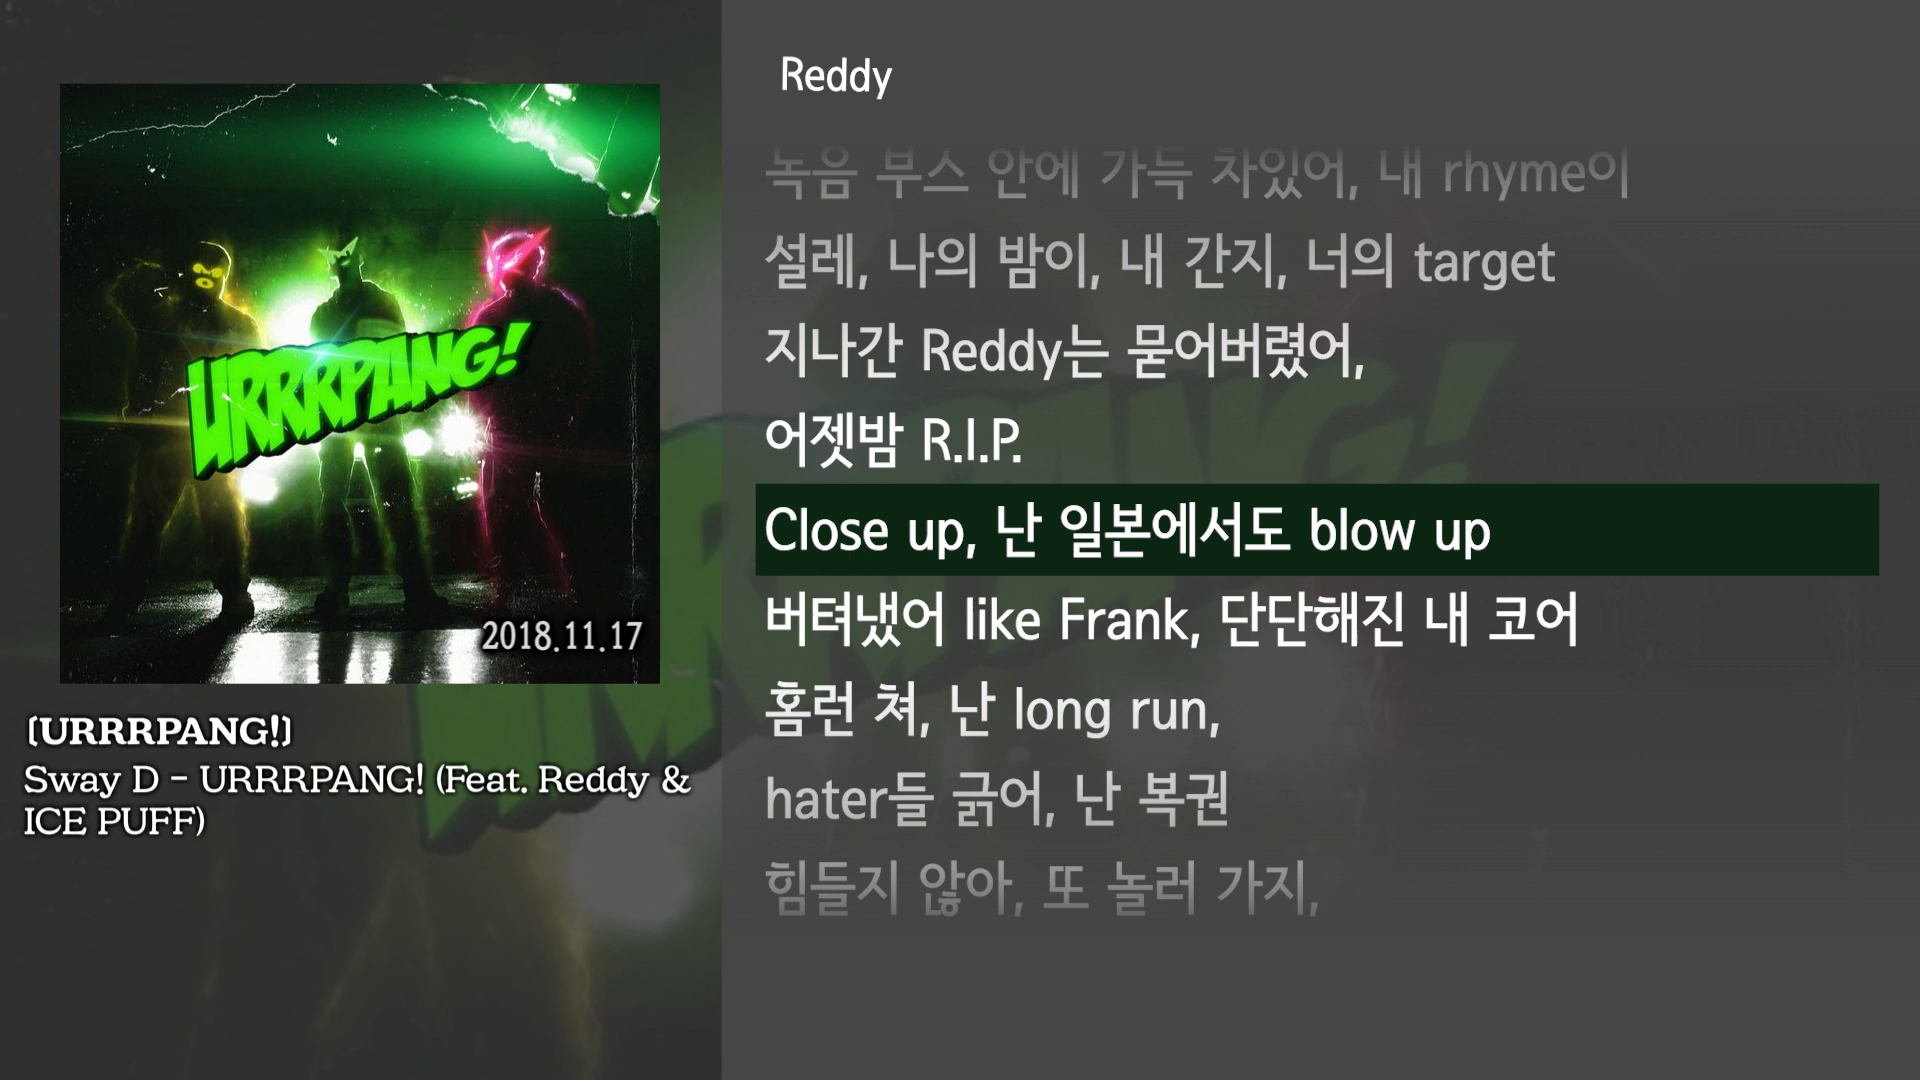 URRRPANG!
2018.11.17
[URRRPANG!]
Sway D - URRRPANG! (Feat. Reddy &
ICE PUFF)
Reddy
녹음 부스 안에 가득 차있어, 내 rhyme이
설레, 나의 밤이, 내 간지, 너의 target
지나간 Reddy는 묻어버렸어,
어젯밤 R.I.P.
Close up, 난 일본에서도 blow up
버텨냈어 like Frank, 단단해진 내 코어
홈런 쳐, 난 long run,
hater들 긁어, 난 복권
힘들지 않아, 또 놀러 가지,